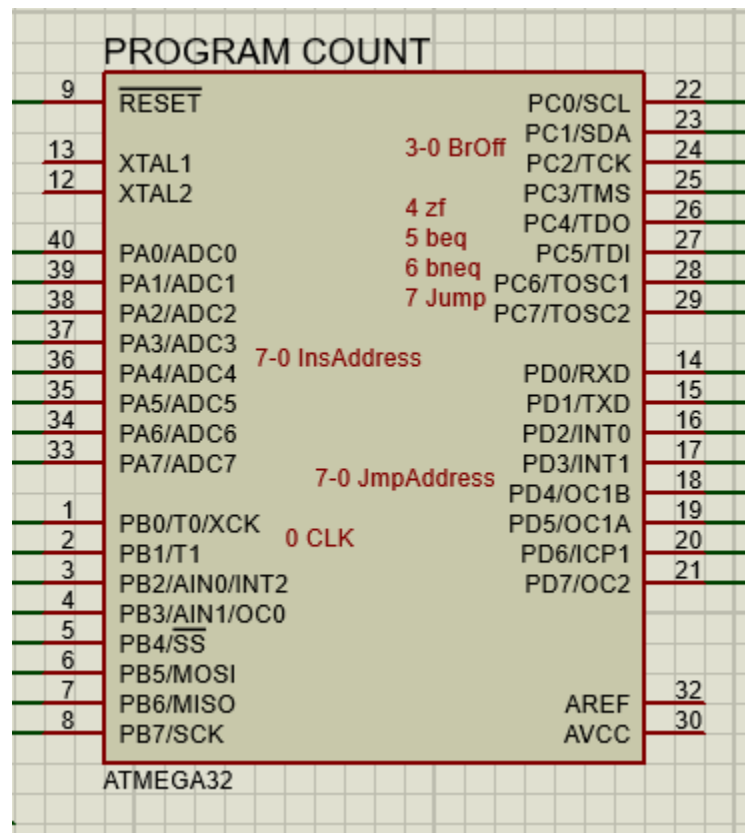 PROGRAM COUNT
9
RESET
13
XTAL1
12
XTAL2
40
PA0/ADC0
39
PA1/ADC1
38
PA2/ADC2
37
PA3/ADC3
36
PA4/ADC4
35
PA5/ADC5
34
PA6/ADC6
33
PA7/ADC7
1
PB0/T0/XCK
2
PB1/T1
3
PB2/AIN0/INT2
4
PB3/AIN1/OC0
5
PB4/SS
6
PB5/MOSI
7
PB6/MISO
8
PB7/SCK
3-0 BrOff
4 zf
5 beq
6 bneq
7 Jump
7-0 InsAddress
7-0 JmpAddress
0 CLK
22
PC0/SCL
23
PC1/SDA
24
PC2/TCK
25
PC3/TMS
26
PC4/TDO
27
PC5/TDI
28
PC6/TOSC1
29
PC7/TOSC2
14
PD0/RXD
15
PD1/TXD
16
PD2/INT0
17
PD3/INT1
18
PD4/OC1B
19
PD5/OC1A
20
PD6/ICP1
21
PD7/OC2
32
AREF
30
AVCC
ATMEGA32